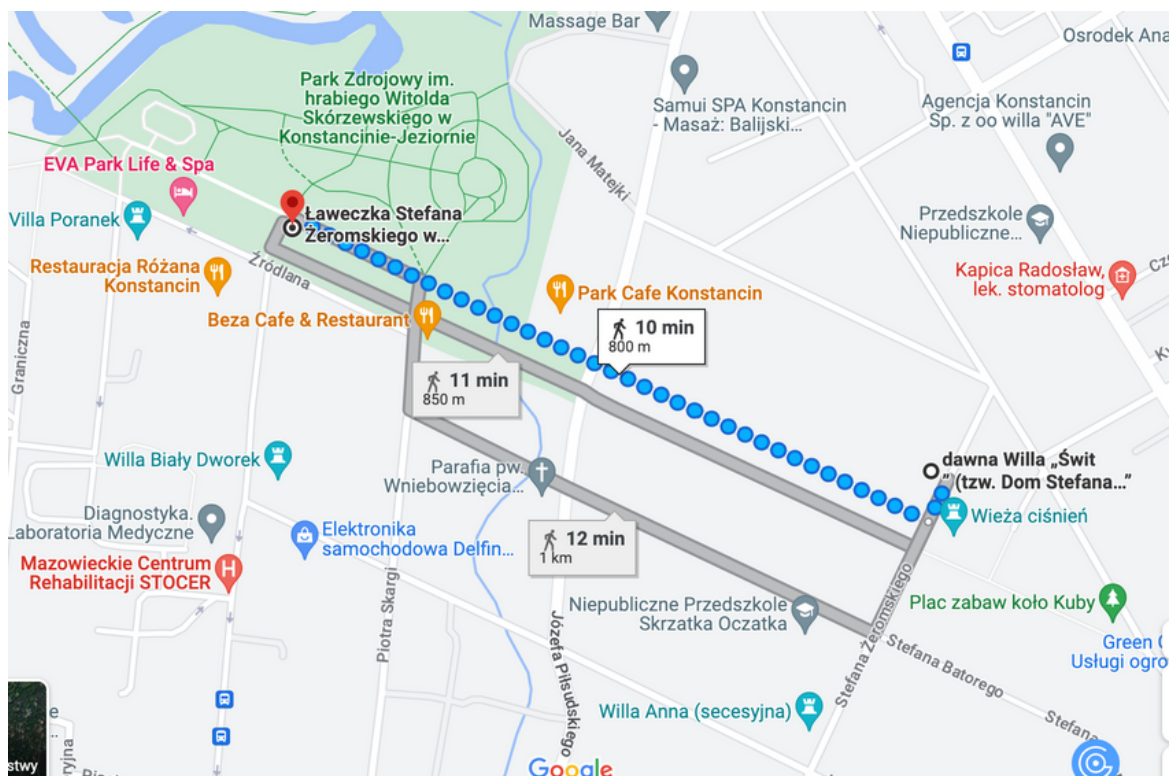 Massage Bar
Osrodek Ana
Park Zdrojowy im.
hrabiego Witolda
Skórzewskiego w
Konstancinie-Jeziornie
Samui SPA Konstancin
- Masaż: Balijski...
Agencja Konstancin
Sp. z oo willa "AVE"
Jana Matejki
EVA Park Life & Spa
Villa Poranek
Ławeczka Stefana
Żeromskiego w...
Przedszkole
Niepubliczne...
Restauracja Różana
Konstancin
Źródlana
Kapica Radosław,
lek. stomatolog
Park Cafe Konstancin
Beza Cafe & Restaurant
10 min
800 m
Graniczna
11 min
850 m
Willa Biały Dworek
Parafia pw.
Wniebowzięcia...
dawna Willa „Świt
” (tzw. Dom Stefana...”
Wieża ciśnień
Diagnostyka.
Laboratoria Medyczne
Elektronika
samochodowa Delfin...
12 min
1 km
Mazowieckie Centrum
Rehabilitacji STOCER
H
Piotra Skargi
Niepubliczne Przedszkole
Skrzatka Oczatka
Józefa Piłsudskiego
Stefana Żeromskiego
Plac zabaw koło Kuby
Stefana Batorego
Green
Usługi ogro
Willa Anna (secesyjna)
Stefana
Google